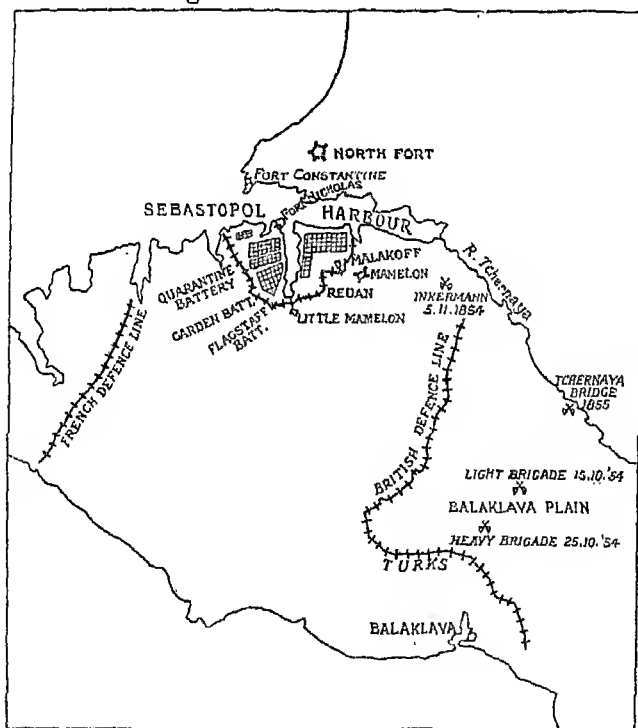 NORTH FORT
FORT CONSTANTINE
FORT NICHOLAS
SEBASTOPOL
HARBOUR
R. Tchernaya
MALAKOFF
MAMELON
QUARANTINE
BATTERY
REDAN
INKERMANN
5.11.1854
GARDEN BATT.
FLAGSTAFF
BATT.
LITTLE MAMELON
FRENCH DEFENCE LINE
BRITISH DEFENCE LINE
TCHERNAYA
BRIDGE
1855
LIGHT BRIGADE 15.10.'54
BALAKLAVA PLAIN
HEAVY BRIGADE 25.10.'54
TURKS
BALAKLAVA